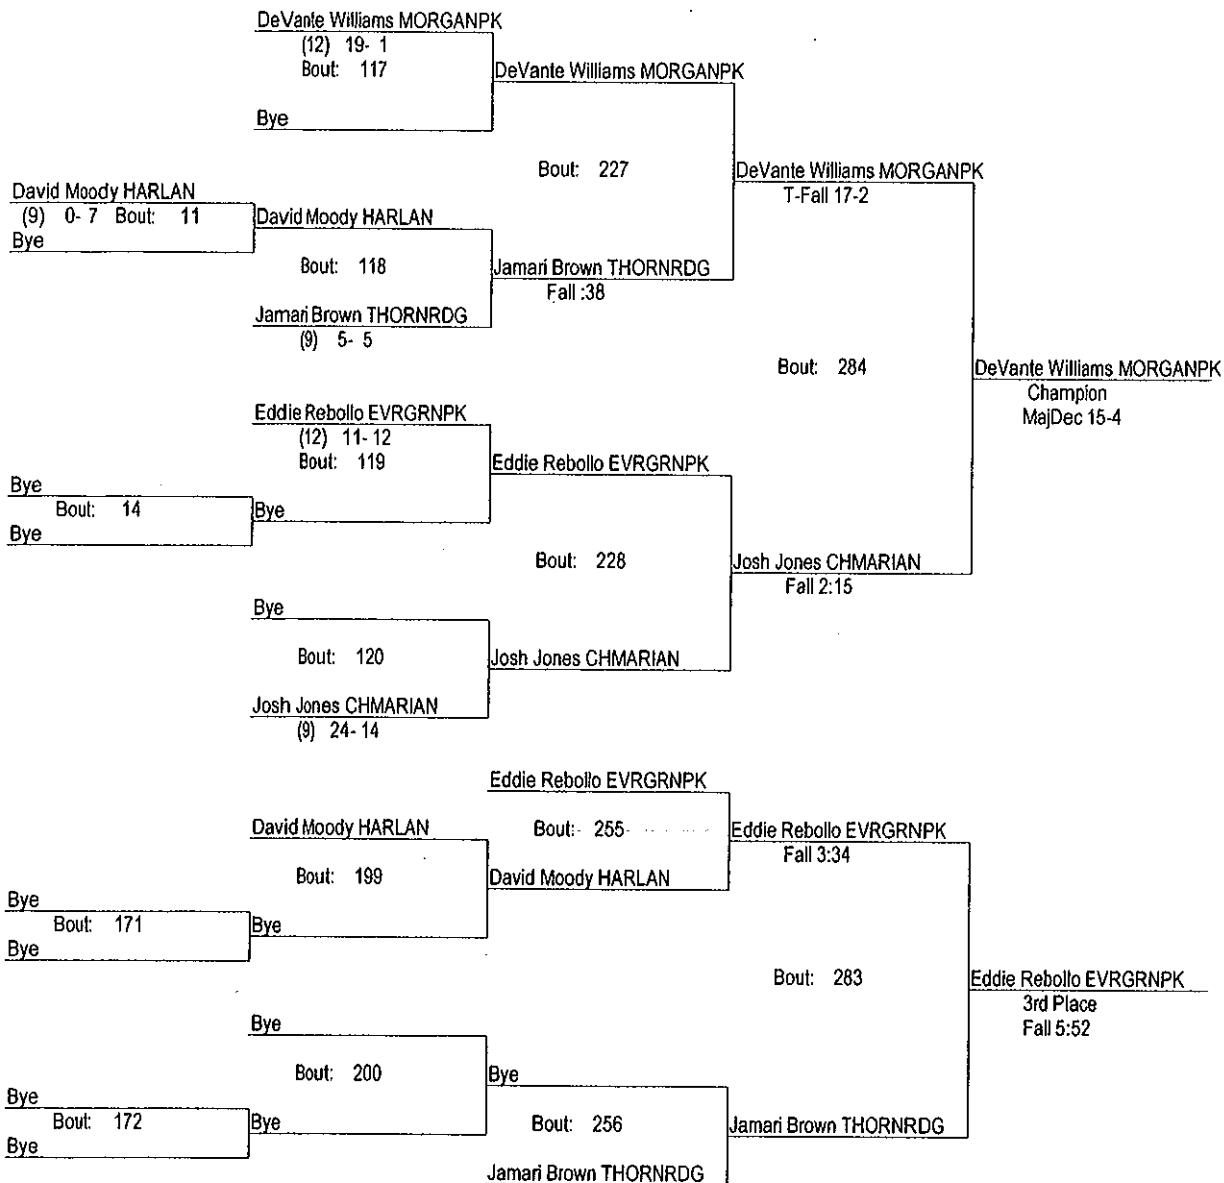 DeVante Williams MORGANPK
(12) 19- 1
Bout: 117
DeVante Williams MORGANPK
Bye
Bout: 227
DeVante Williams MORGANPK
T-Fall 17-2
David Moody HARLAN
(9) 0- 7 Bout: 11
David Moody HARLAN
Bye
Bout: 118
Jamari Brown THORNRDG
Fall :38
Jamari Brown THORNRDG
(9) 5- 5
Bout: 284
DeVante Williams MORGANPK
Champion
MajDec 15-4
Eddie Rebollo EVRGRNPK
(12) 11- 12
Bout: 119
Eddie Rebollo EVRGRNPK
Bye
Bout: 14
Bye
Bye
Bout: 228
Josh Jones CHMARIAN
Fall 2:15
Bye
Bout: 120
Josh Jones CHMARIAN
Josh Jones CHMARIAN
(9) 24- 14
Eddie Rebollo EVRGRNPK
David Moody HARLAN
Bout: 255
Eddie Rebollo EVRGRNPK
Fall 3:34
Bout: 199
David Moody HARLAN
Bye
Bout: 171
Bye
Bye
Bout: 283
Eddie Rebollo EVRGRNPK
3rd Place
Fall 5:52
Bye
Bout: 200
Bye
Bye
Bout: 172
Bye
Bye
Bout: 256
Jamari Brown THORNRDG
Jamari Brown THORNRDG